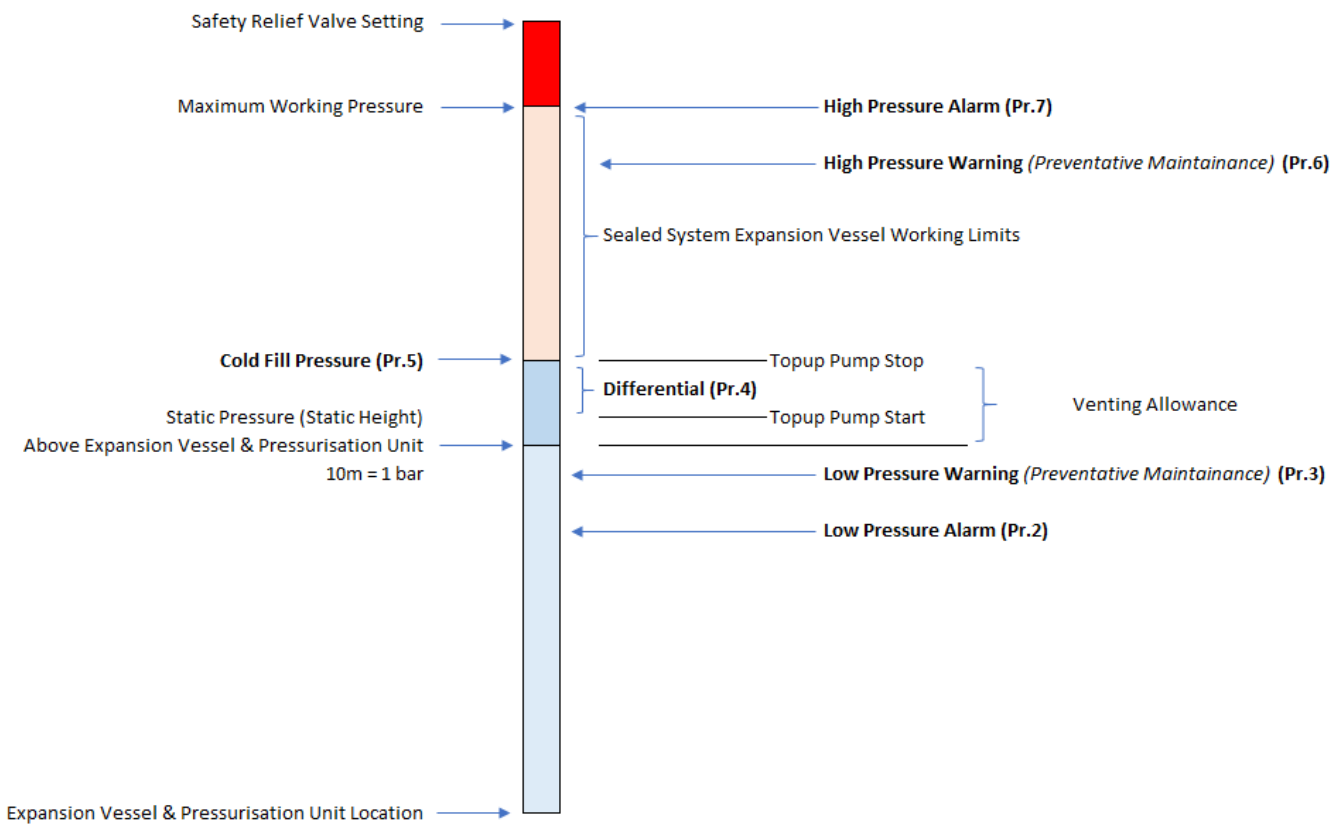 Safety Relief Valve Setting
Maximum Working Pressure
High Pressure Alarm (Pr.7)
High Pressure Warning (Preventative Maintainance) (Pr.6)
Sealed System Expansion Vessel Working Limits
Cold Fill Pressure (Pr.5)
Topup Pump Stop
Differential (Pr.4)
Venting Allowance
Static Pressure (Static Height)
Topup Pump Start
Above Expansion Vessel & Pressurisation Unit
10m = 1 bar
Low Pressure Warning (Preventative Maintainance) (Pr.3)
Low Pressure Alarm (Pr.2)
Expansion Vessel & Pressurisation Unit Location